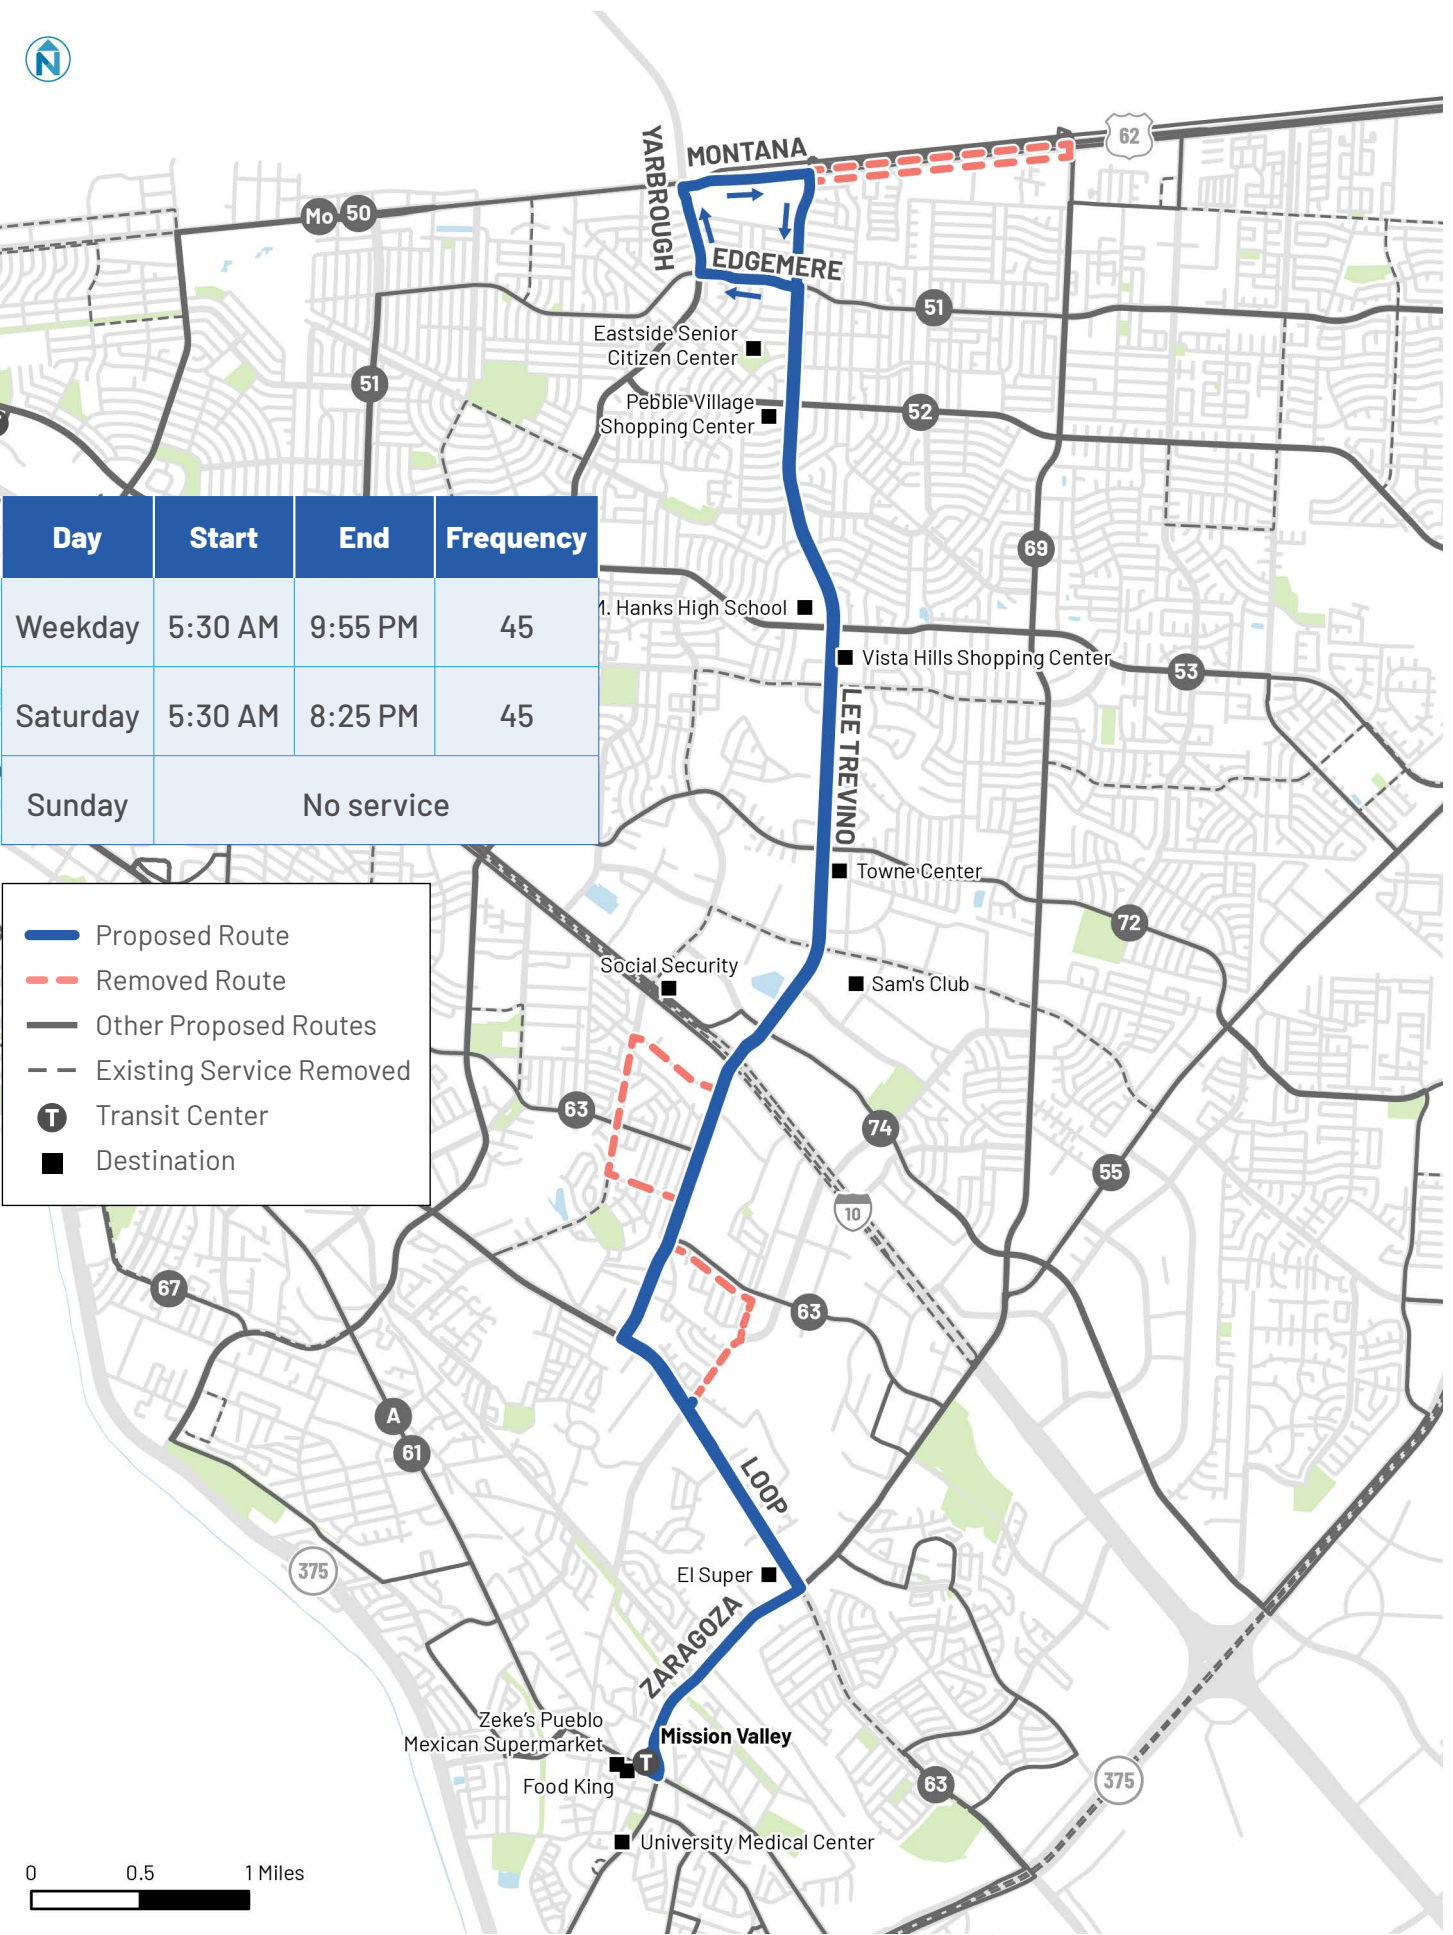 N
62
YARBROUGH
MONTANA
Mo
50
EDGEMERE
51
Eastside Senior
Citizen Center
51
Pebble Village
Shopping Center
52
Day Start End Frequency
Weekday 5:30 AM 9:55 PM 45
Saturday 5:30 AM 8:25 PM 45
Sunday No service
69
Hanks High School
Vista Hills Shopping Center
53
LEE TREVINO
Towne Center
72
Social Security
Sam's Club
Proposed Route
Removed Route
Other Proposed Routes
Existing Service Removed
T Transit Center
Destination
63
74
55
10
67
63
A
61
LOOP
375
El Super
ZARAGOZA
Zeke's Pueblo
Mexican Supermarket
Mission Valley
T
Food King
63
375
University Medical Center
0 0.5 1 Miles